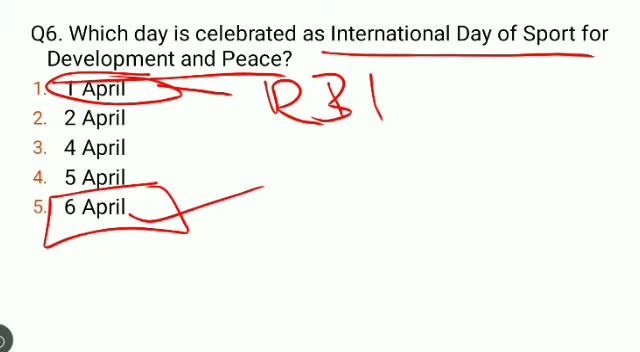 Q6. Which day is celebrated as International Day of Sport for
Development and Peace?
1. 1 April
RBI
2. 2 April
3. 4 April
4. 5 April
5. 6 April